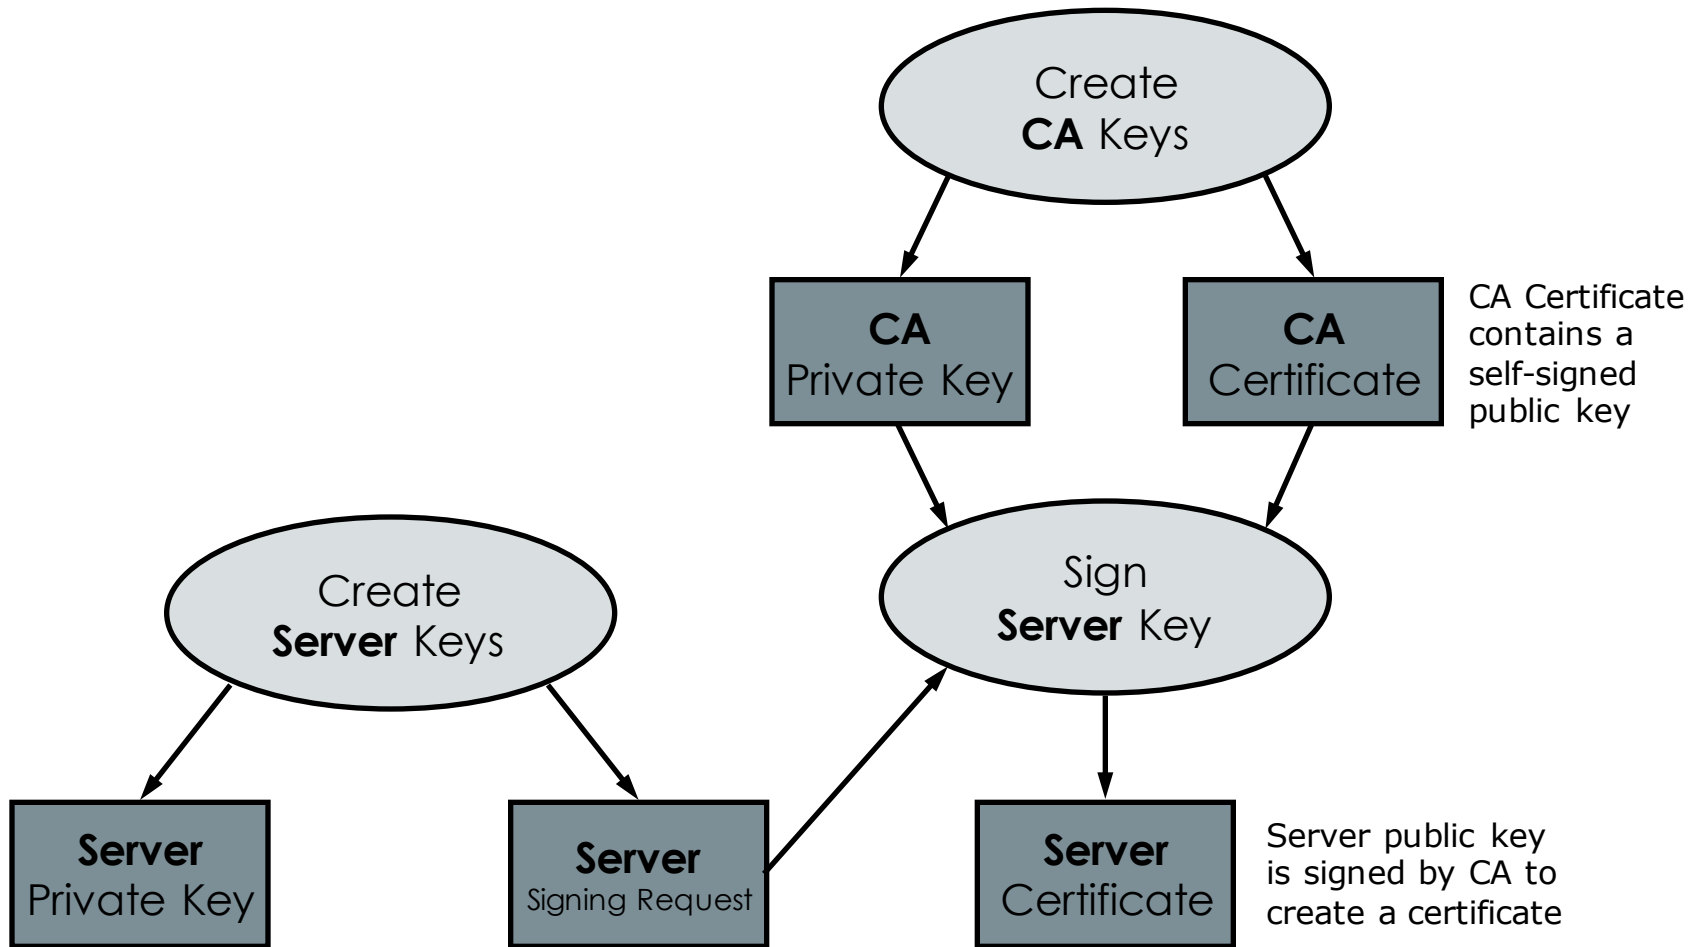 Create
CA Keys
CA
Private Key
CA
Certificate
CA Certificate
contains a
self-signed
public key
Create
Server Keys
Sign
Server Key
Server
Private Key
Server
Signing Request
Server
Certificate
Server public key
is signed by CA to
create a certificate